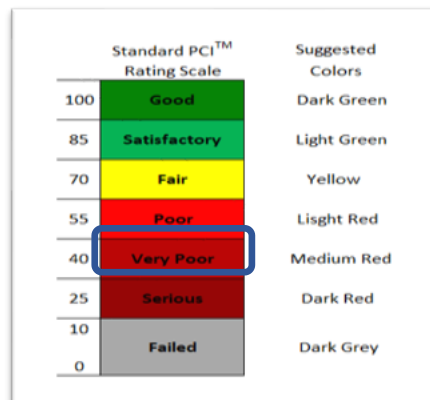 Standard PCI™ Suggested
Rating Scale Colors
100 Good Dark Green
85 Satisfactory Light Green
70 Fair Yellow
55 Poor Lisght Red
40 Very Poor Medium Red
25 Serious Dark Red
10
Failed Dark Grey
0